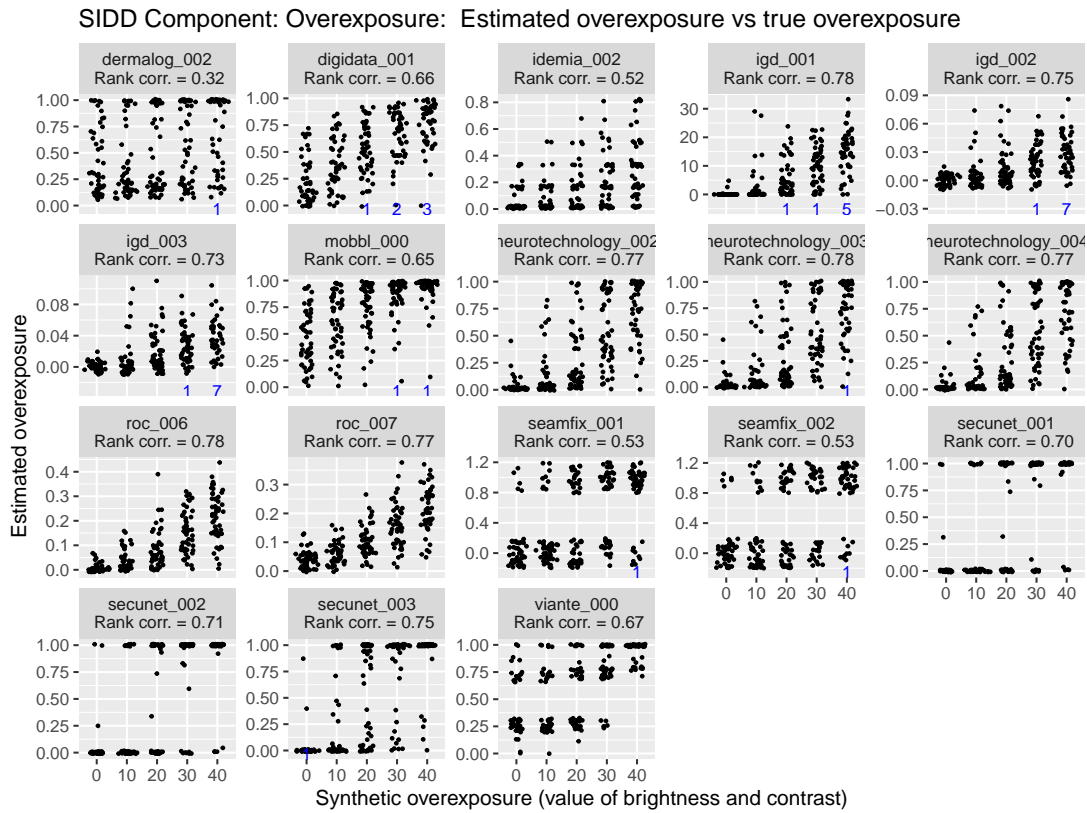 SIDD Component: Overexposure: Estimated overexposure vs true overexposure
dermalog_002
Rank corr. = 0.32
digidata_001
Rank corr. = 0.66
idemia_002
Rank corr. = 0.52
igd_001
Rank corr. = 0.78
igd_002
Rank corr. = 0.75
1.00
0.75
0.50
0.25
0.00
1
1.00
0.75
0.50
0.25
0.00
1 2 3
0.8
0.6
0.4
0.2
0.0
30
20
10
0
1 1 5
0.09
0.06
0.03
0.00
−0.03
1 7
igd_003
Rank corr. = 0.73
mobbl_000
Rank corr. = 0.65
neurotechnology_002
Rank corr. = 0.77
neurotechnology_003
Rank corr. = 0.78
neurotechnology_004
Rank corr. = 0.77
0.08
0.04
0.00
1 7
1.00
0.75
0.50
0.25
0.00
1 1
1.00
0.75
0.50
0.25
0.00
1.00
0.75
0.50
0.25
0.00
1
1.00
0.75
0.50
0.25
0.00
Estimated overexposure
roc_006
Rank corr. = 0.78
roc_007
Rank corr. = 0.77
seamfix_001
Rank corr. = 0.53
seamfix_002
Rank corr. = 0.53
secunet_001
Rank corr. = 0.70
0.4
0.3
0.2
0.1
0.0
0.3
0.2
0.1
0.0
1.2
0.8
0.4
0.0
1
1.2
0.8
0.4
0.0
1
0 10 20 30 40
1.00
0.75
0.50
0.25
0.00
0 10 20 30 40
secunet_002
Rank corr. = 0.71
secunet_003
Rank corr. = 0.75
viante_000
Rank corr. = 0.67
1.00
0.75
0.50
0.25
0.00
0 10 20 30 40
1.00
0.75
0.50
0.25
0.00
1
0 10 20 30 40
1.00
0.75
0.50
0.25
0.00
0 10 20 30 40
Synthetic overexposure (value of brightness and contrast)